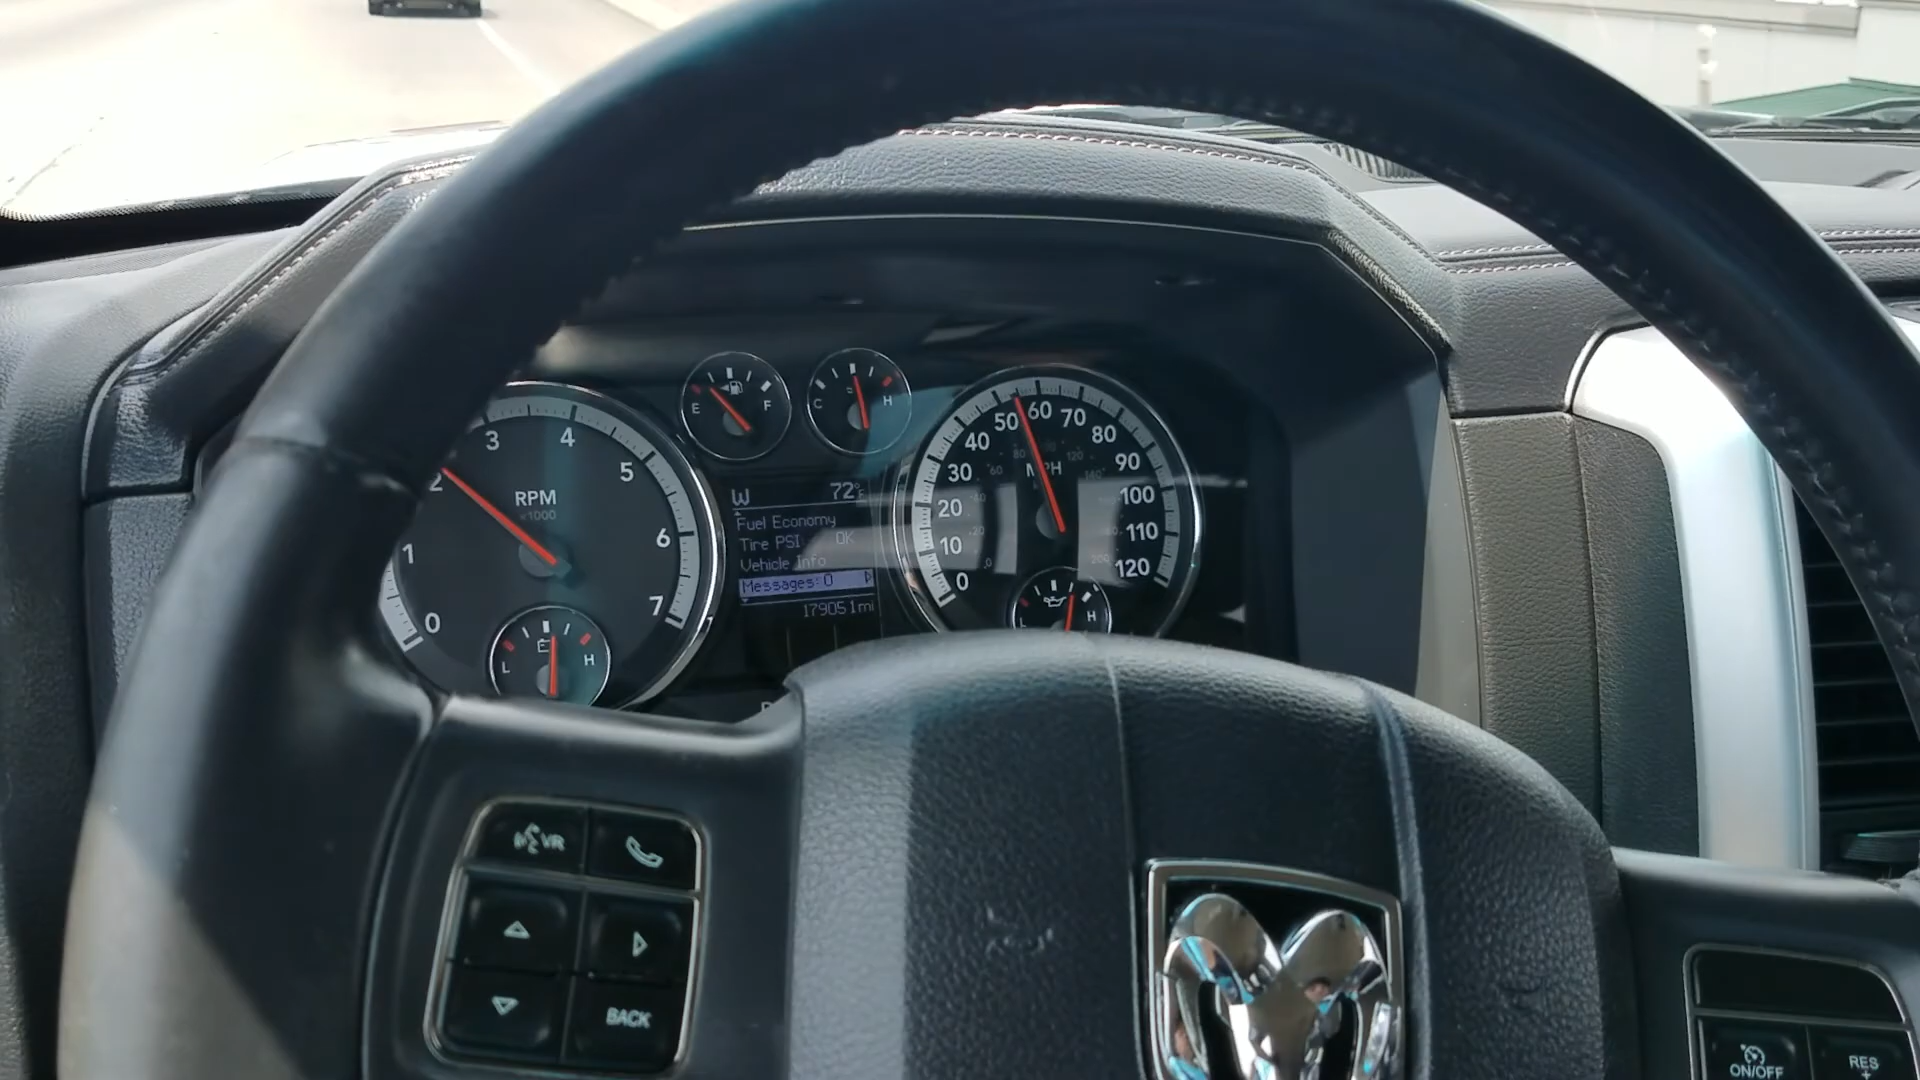 E F
C H
2 3 4 5 6 7
1
0
RPM
x1000
L H
W 72°F
Fuel Economy
Tire PSI: OK
Vehicle Info
Messages: 0
179051mi
0 10 20 30 40 50 60 70 80 90 100 110 120
MPH
L H
VR
BACK
ON/OFF
RES
+